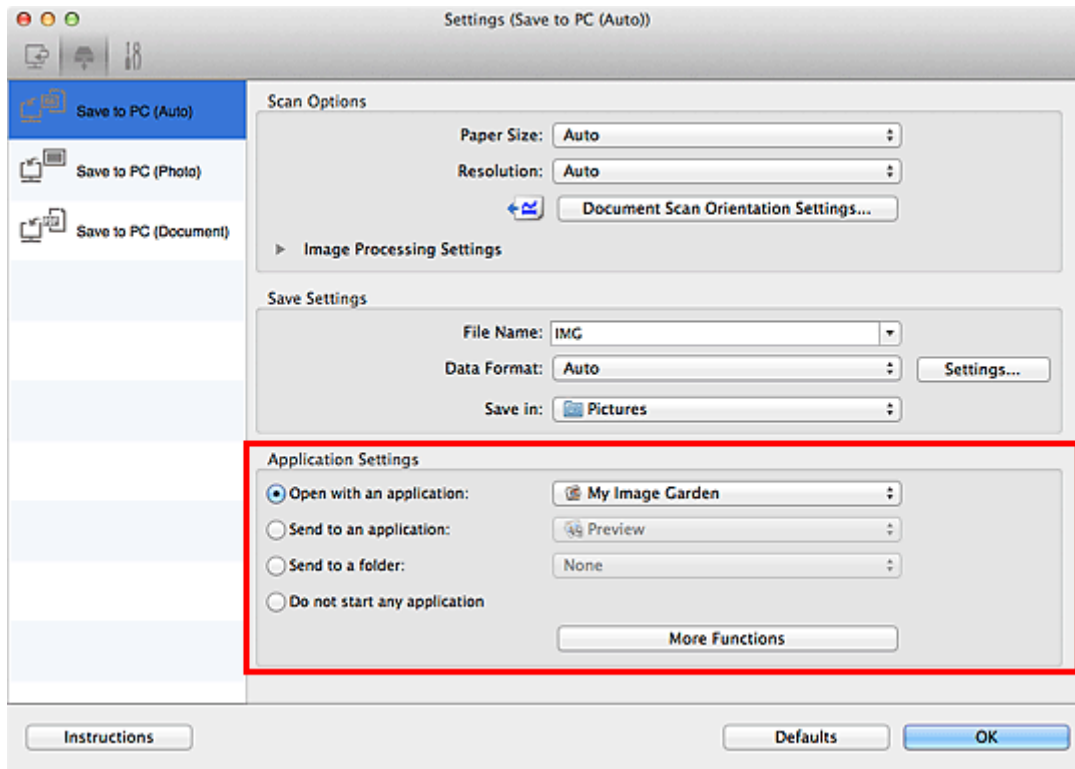 Settings (Save to PC (Auto))
Save to PC (Auto)
Save to PC (Photo)
Save to PC (Document)
Scan Options
Paper Size: Auto
Resolution: Auto
Document Scan Orientation Settings...
Image Processing Settings
Save Settings
File Name: IMG
Data Format: Auto Settings...
Save in: Pictures
Application Settings
Open with an application: My Image Garden
Send to an application: Preview
Send to a folder: None
Do not start any application
More Functions
Instructions Defaults OK